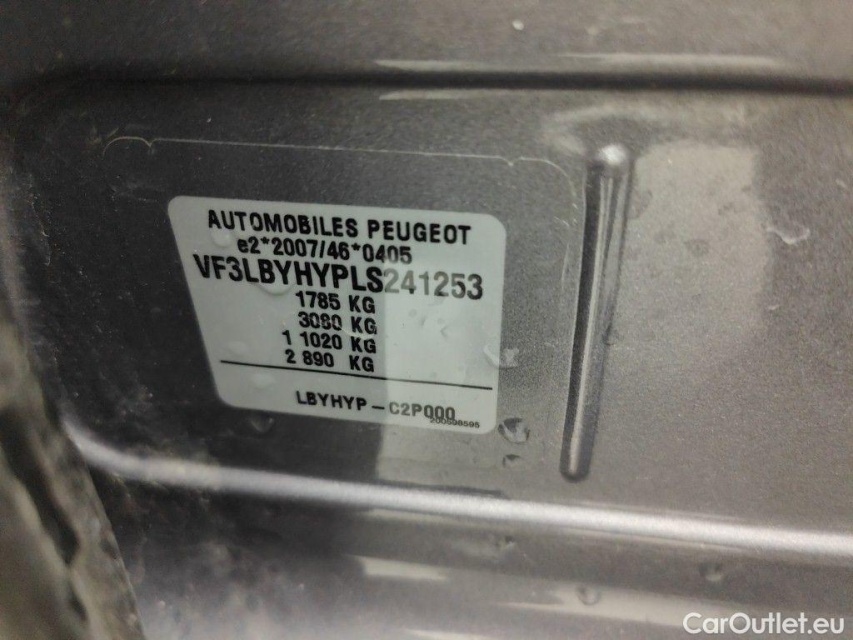 AUTOMOBILES PEUGEOT
e2*2007/46*0405
VF3LBYHYPLS241253
1785 KG
3080 KG
1 1020 KG
2 890 KG
LBYHYP-C2P000
CarOutlet.eu